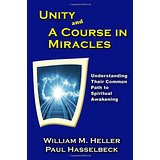 Unity
and A Course in
Miracles
Understanding
Their Common
Path to
Spiritual
Awakening
William M. Heller
Paul Hasselbeck